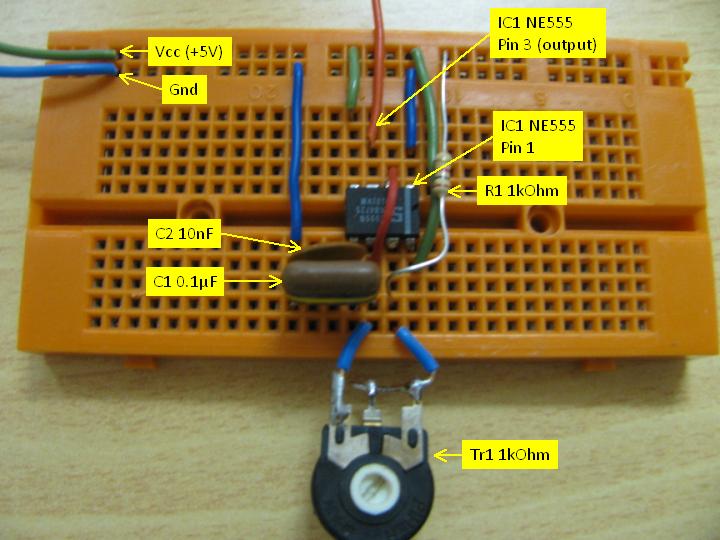 IC1 NE555
Pin 3 (output)
Vcc (+5V)
Gnd
IC1 NE555
Pin 1
R1 1kOhm
C2 10nF
C1 0.1µF
Tr1 1kOhm